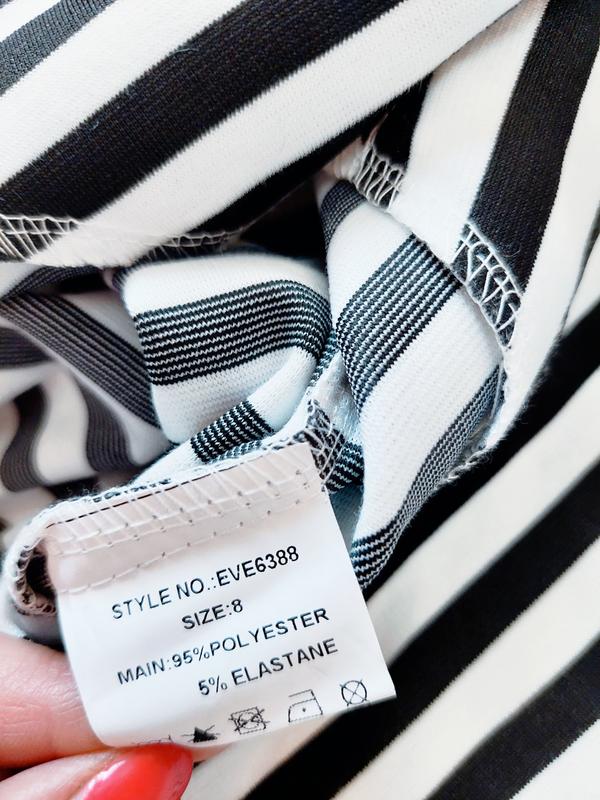 STYLE NO.:EVE6388
SIZE:8
MAIN:95%POLYESTER
5% ELASTANE